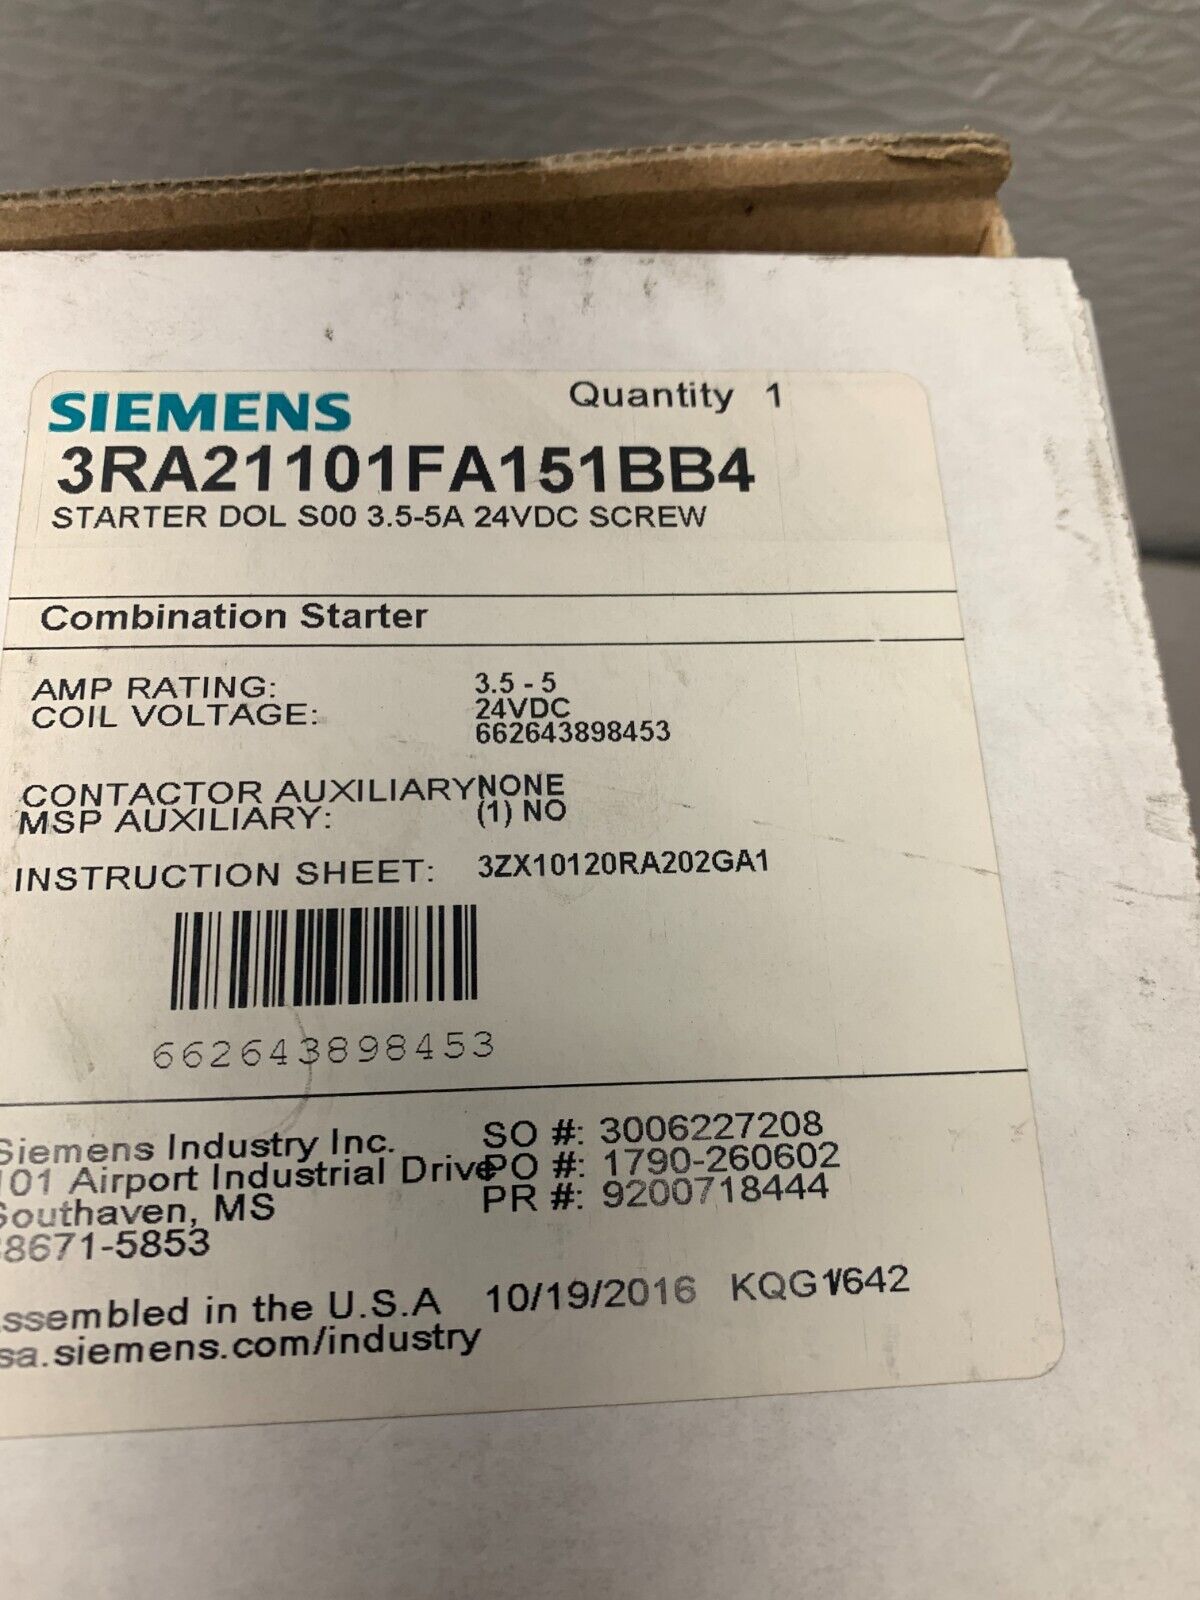 SIEMENS
Quantity 1
3RA21101FA151BB4
STARTER DOL S00 3.5-5A 24VDC SCREW
Combination Starter
AMP RATING: 3.5 - 5
COIL VOLTAGE: 24VDC
662643898453
CONTACTOR AUXILIARY NONE
MSP AUXILIARY: (1) NO
INSTRUCTION SHEET: 3ZX10120RA202GA1
662643898453
Siemens Industry Inc. SO #: 3006227208
101 Airport Industrial Drive PO #: 1790-260602
Southaven, MS PR #: 9200718444
8671-5853
ssembled in the U.S.A 10/19/2016
sa.siemens.com/industry